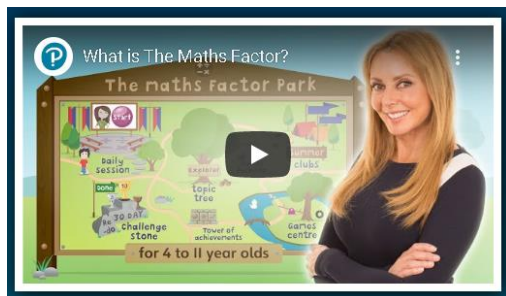 What is The Maths Factor?
The maths Factor Park
Start
Daily
session
Explorer
topic
tree
Summer
clubs
30 DAY
challenge
stone
Tower of
achievements
Games
centre
for 4 to 11 year olds